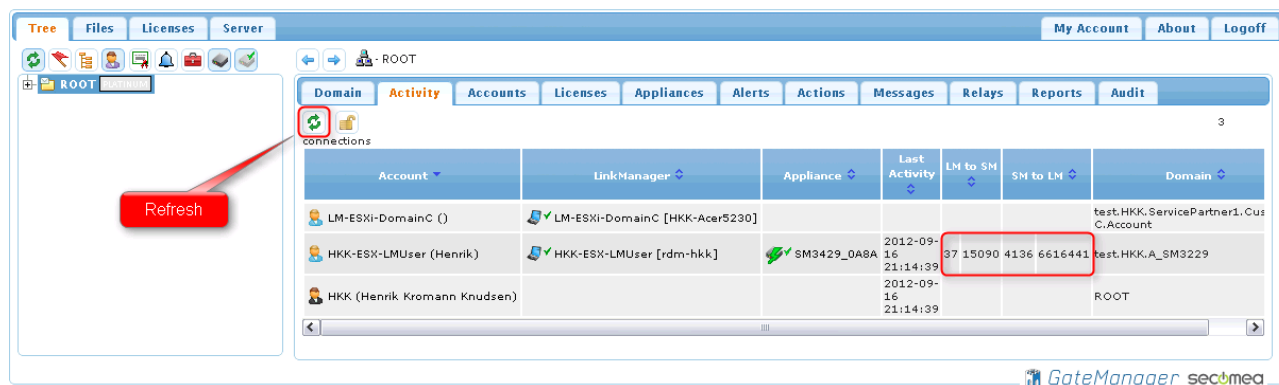 Tree Files Licenses Server My Account About Logoff
ROOT PLATINUM
- ROOT
Domain Activity Accounts Licenses Appliances Alerts Actions Messages Relays Reports Audit
3
connections
Account LinkManager Appliance Last Activity LM to SM SM to LM Domain
Refresh
LM-ESXi-DomainC () LM-ESXi-DomainC [HKK-Acer5230] test.HKK.ServicePartner1.Cus
C.Account
HKK-ESX-LMUser (Henrik) HKK-ESX-LMUser [rdm-hkk] SM3429_0A8A 2012-09-16 21:14:39 37 15090 4136 6616441 test.HKK.A_SM3229
HKK (Henrik Kromann Knudsen) 2012-09-16 21:14:39 ROOT
GateManager secomea